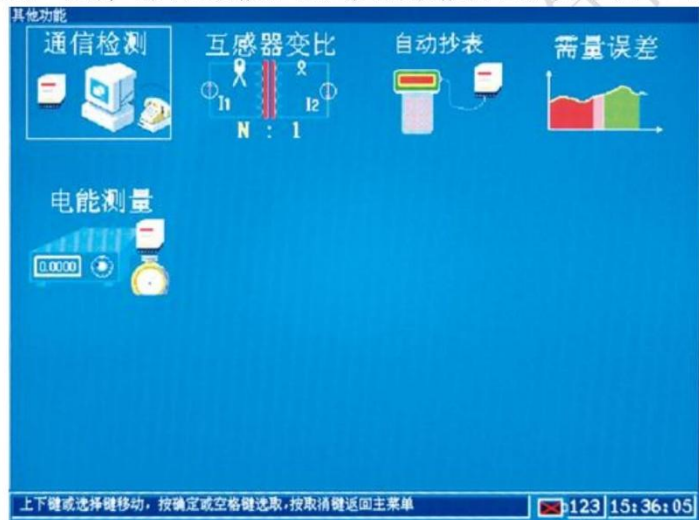 其他功能
通信检测
互感器变比
I1
I2
N : 1
自动抄表
需量误差
电能测量
0.0000
上下键或选择键移动，按确定或空格键选取,按取消键返回主菜单
123
15:36:05